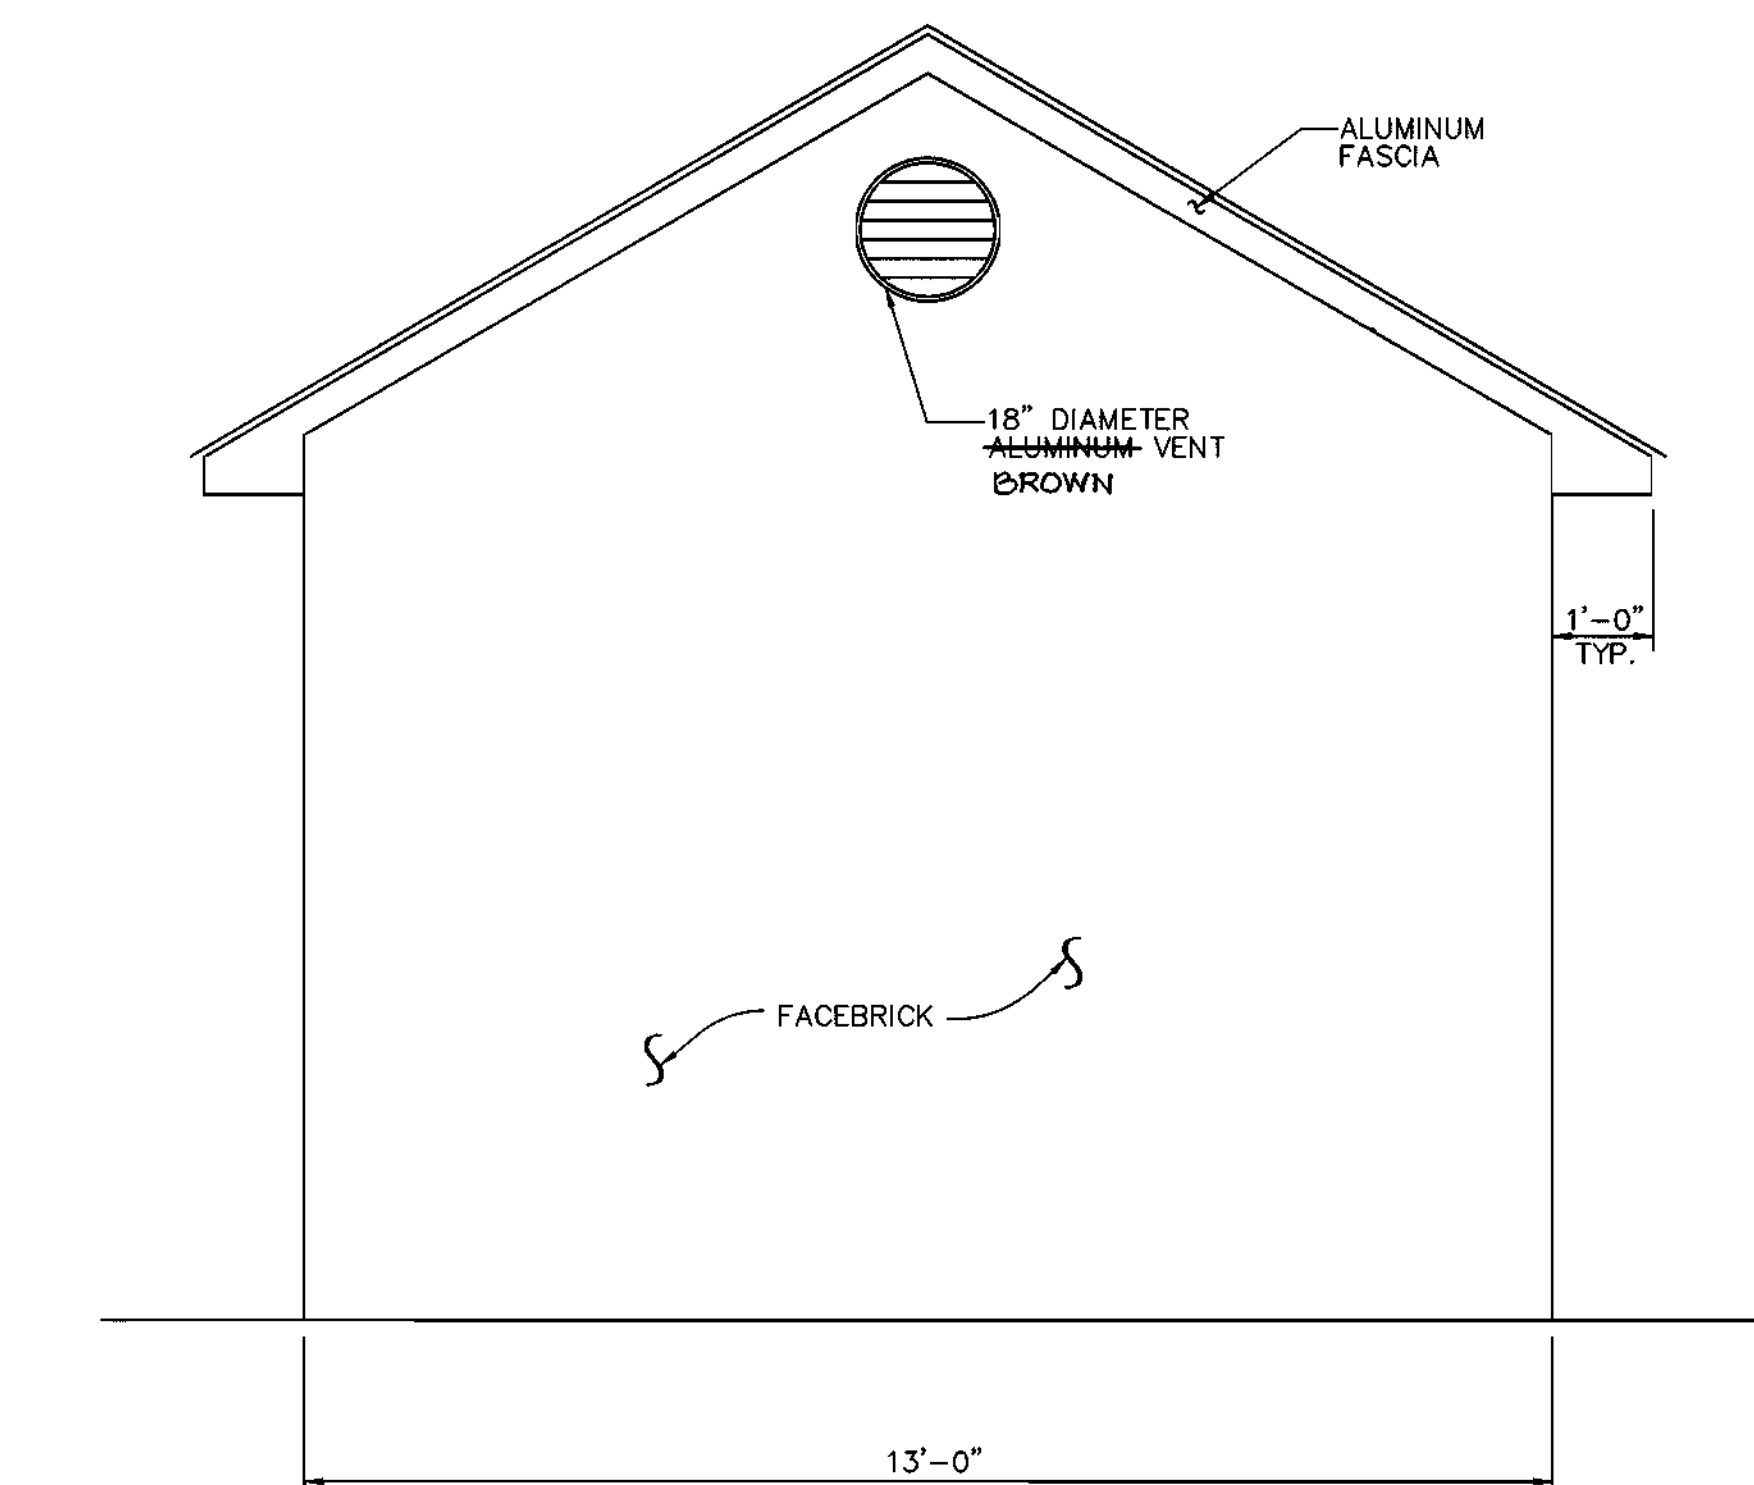 ALUMINUM
FASCIA
18" DIAMETER
ALUMINUM VENT
BROWN
1'-0"
TYP.
FACEBRICK
13'-0"